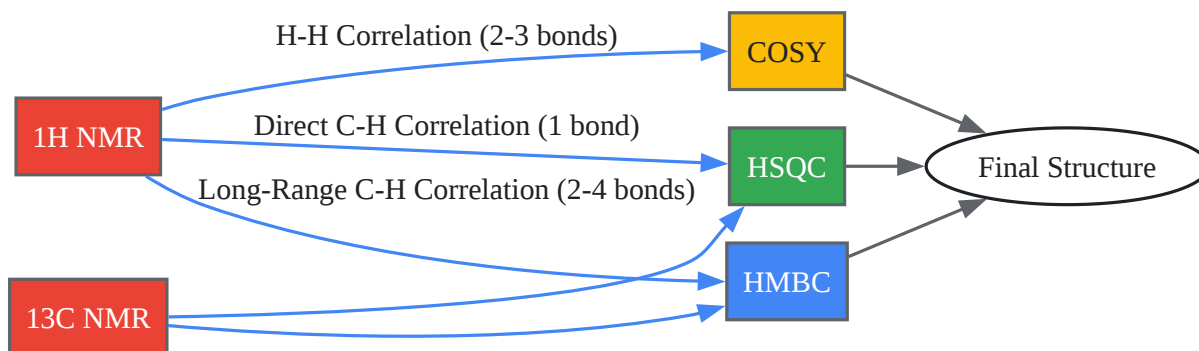 H-H Correlation (2-3 bonds)
COSY
1H NMR
Direct C-H Correlation (1 bond)
HSQC
Final Structure
Long-Range C-H Correlation (2-4 bonds)
HMBC
13C NMR